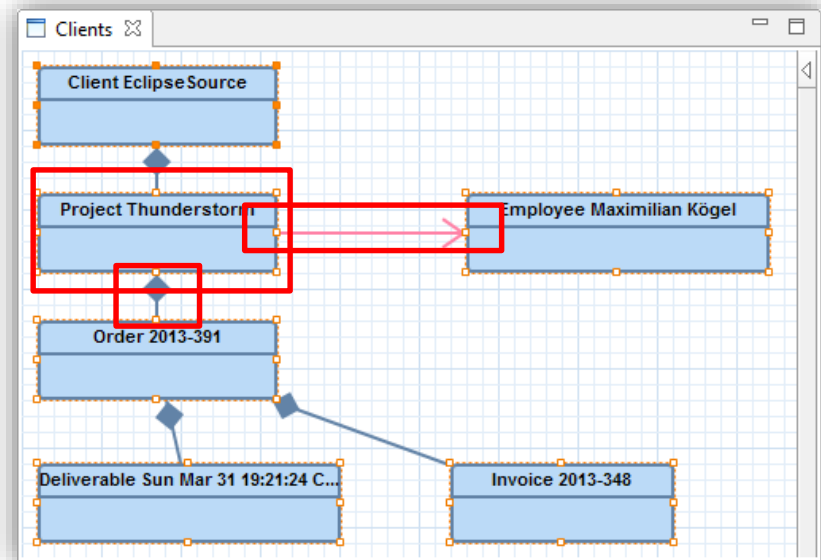 Clients
Client EclipseSource
Project Thunderstorm
Employee Maximilian Kögel
Order 2013-391
Deliverable Sun Mar 31 19:21:24 C...
Invoice 2013-348